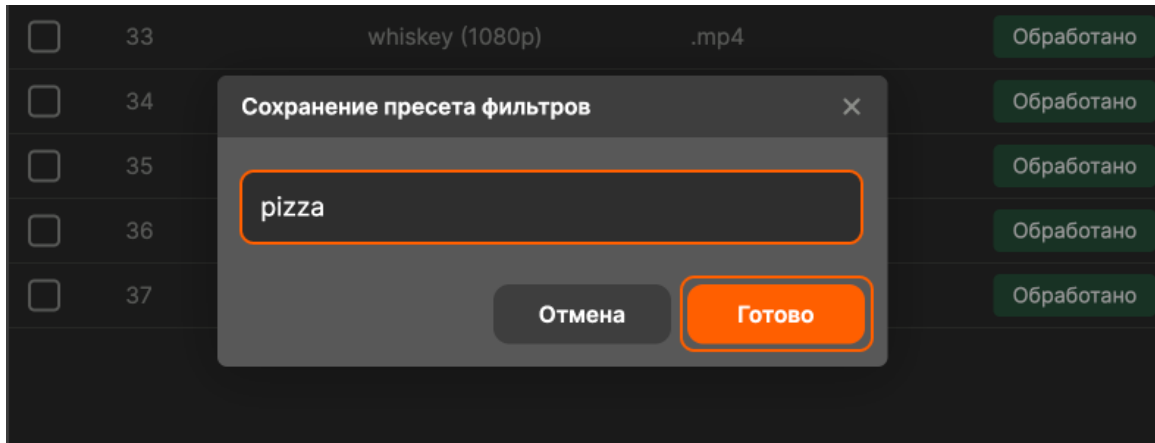 33 whiskey (1080p) .mp4 Обработано
34 Обработано
Сохранение пресета фильтров
35 Обработано
pizza
36 Обработано
37 Обработано
Отмена Готово